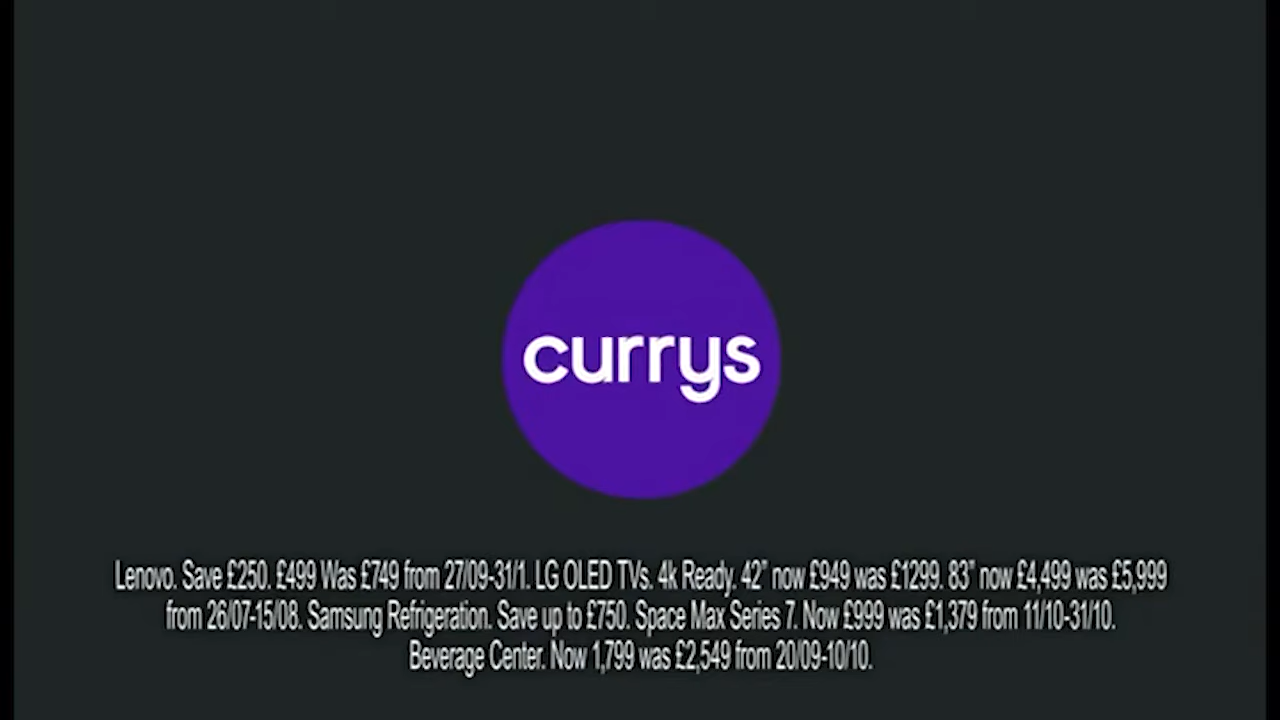 currys
Lenovo. Save £250. £499 Was £749 from 27/09-31/1. LG OLED TVs. 4k Ready. 42” now £949 was £1299. 83” now £4,499 was £5,999
from 26/07-15/08. Samsung Refrigeration. Save up to £750. Space Max Series 7. Now £999 was £1,379 from 11/10-31/10.
Beverage Center. Now 1,799 was £2,549 from 20/09-10/10.